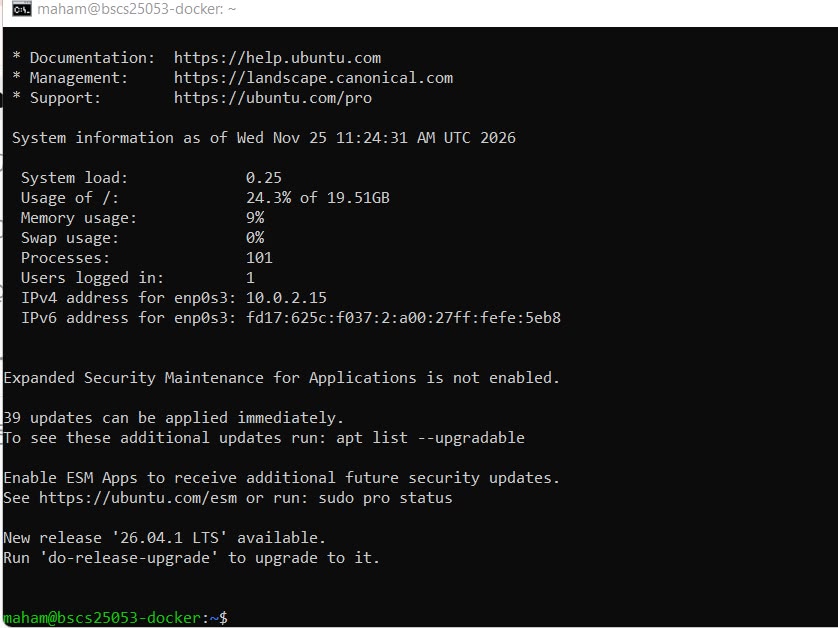 maham@bscs25053-docker: ~
* Documentation:  https://help.ubuntu.com
* Management:     https://landscape.canonical.com
* Support:        https://ubuntu.com/pro
System information as of Wed Nov 25 11:24:31 AM UTC 2026
System load:             0.25
Usage of /:              24.3% of 19.51GB
Memory usage:            9%
Swap usage:              0%
Processes:               101
Users logged in:         1
IPv4 address for enp0s3: 10.0.2.15
IPv6 address for enp0s3: fd17:625c:f037:2:a00:27ff:fefe:5eb8
Expanded Security Maintenance for Applications is not enabled.
39 updates can be applied immediately.
To see these additional updates run: apt list --upgradable
Enable ESM Apps to receive additional future security updates.
See https://ubuntu.com/esm or run: sudo pro status
New release '26.04.1 LTS' available.
Run 'do-release-upgrade' to upgrade to it.
maham@bscs25053-docker:~$